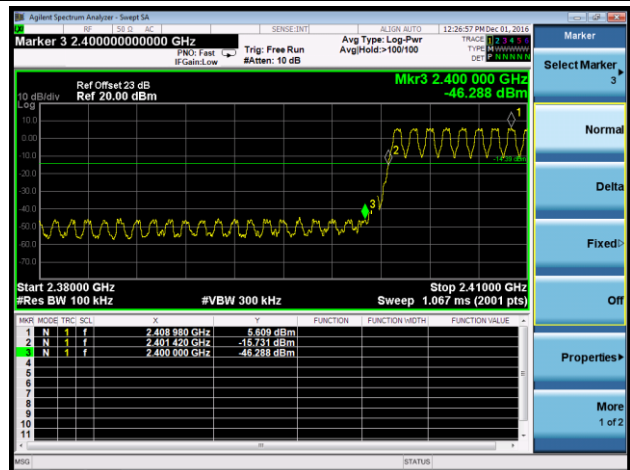 Agilent Spectrum Analyzer - Swept SA
RF 50 Ω AC SENSE:INT ALIGN AUTO 12:26:57 PM Dec 01, 2016
Marker 3 2.400000000000 GHz
PNO: Fast
IFGain:Low
Trig: Free Run
#Atten: 10 dB
Avg Type: Log-Pwr
Avg|Hold:>100/100
TRACE 1 2 3 4 5 6
TYPE M WWWWW
DET P N N N N N
Mkr3 2.400 000 GHz
-46.288 dBm
Ref Offset 23 dB
10 dB/div Ref 20.00 dBm
Log
10.0
0.00
-10.0
-20.0
-30.0
-40.0
-50.0
-60.0
-70.0
1
2
3
-14.39 dBm
Start 2.38000 GHz Stop 2.41000 GHz
#Res BW 100 kHz #VBW 300 kHz Sweep 1.067 ms (2001 pts)
MKR MODE TRC SCL X Y FUNCTION FUNCTION WIDTH FUNCTION VALUE
1 N 1 f 2.408 980 GHz 5.609 dBm
2 N 1 f 2.401 420 GHz -15.731 dBm
3 N 1 f 2.400 000 GHz -46.288 dBm
4
5
6
7
8
9
10
11
MSG STATUS
Marker
Select Marker
3
Normal
Delta
Fixed
Off
Properties
More
1 of 2